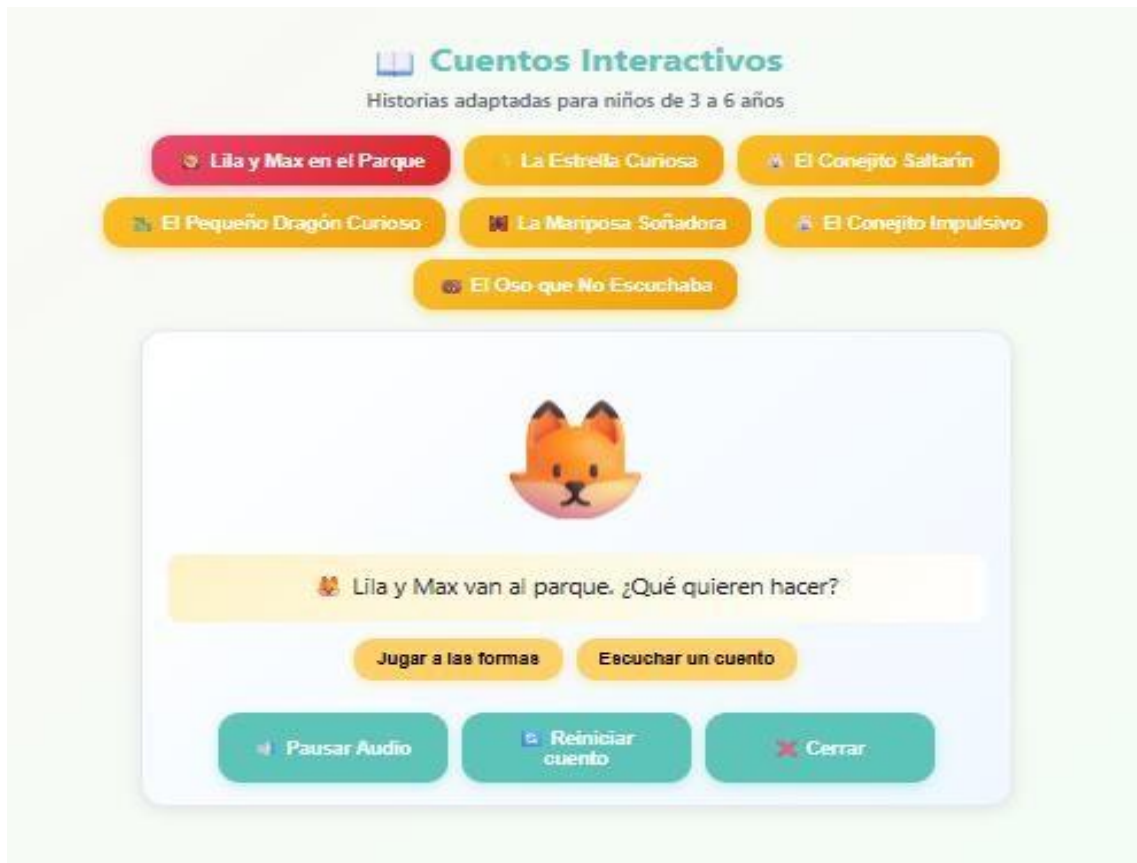 Cuentos Interactivos
Historias adaptadas para niños de 3 a 6 años
Lila y Max en el Parque
La Estrella Curiosa
El Conejito Saltarín
El Pequeño Dragón Curioso
La Mariposa Soñadora
El Conejito Impulsivo
El Oso que No Escuchaba
Lila y Max van al parque. ¿Qué quieren hacer?
Jugar a las formas
Escuchar un cuento
Pausar Audio
Reiniciar
cuento
Cerrar